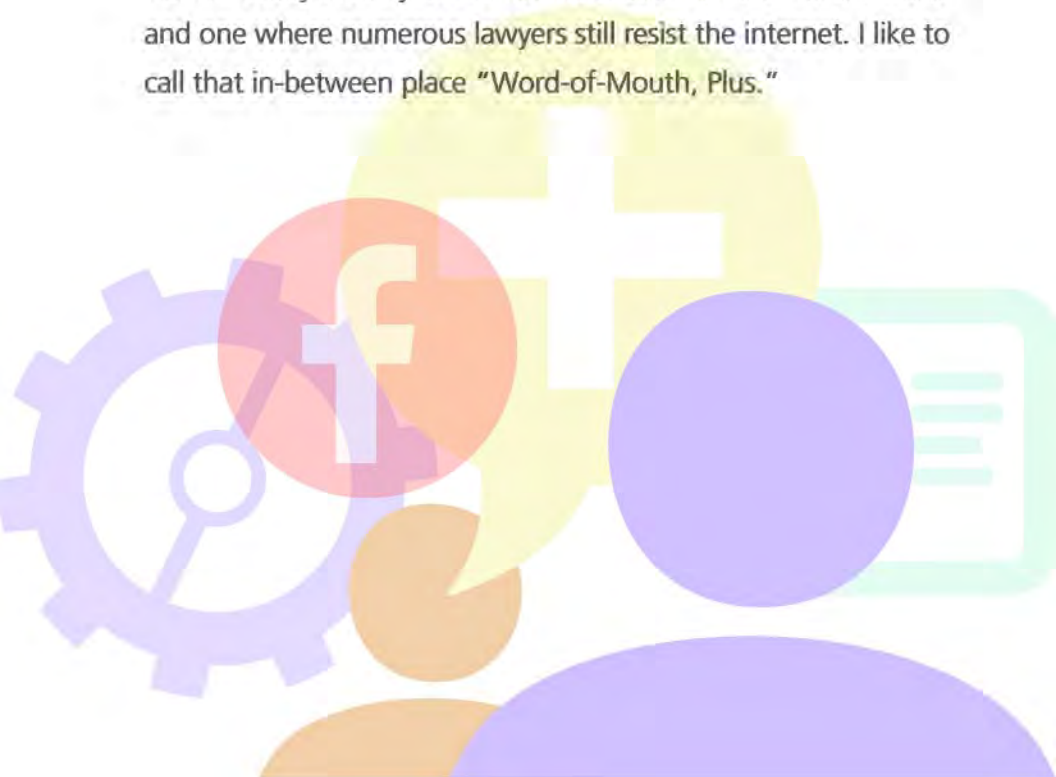 and one where numerous lawyers still resist the internet. I like to
call that in-between place “Word-of-Mouth, Plus.”
f